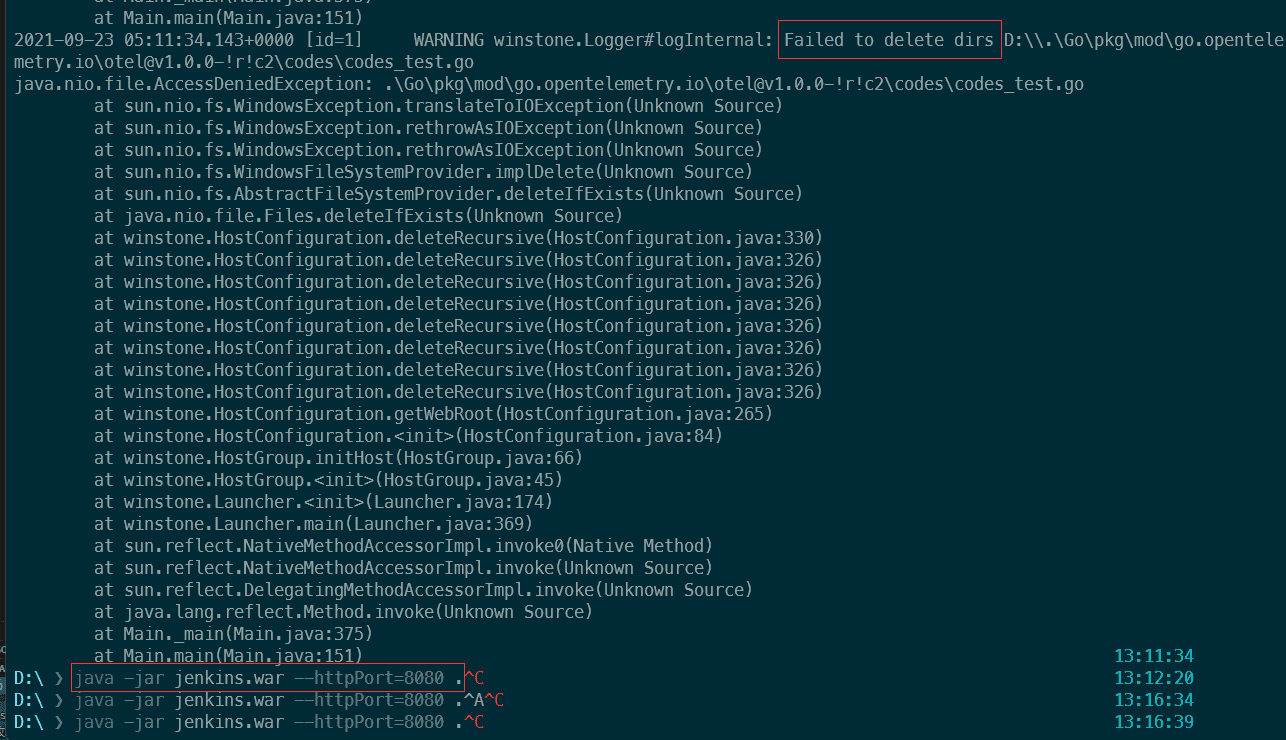 at Main.main(Main.java:151)
2021-09-23 05:11:34.143+0000 [id=1] WARNING winstone.Logger#logInternal: Failed to delete dirs D:\\.\Go\pkg\mod\go.opentele
metry.io\otel@v1.0.0-!r!c2\codes\codes_test.go
java.nio.file.AccessDeniedException: .\Go\pkg\mod\go.opentelemetry.io\otel@v1.0.0-!r!c2\codes\codes_test.go
at sun.nio.fs.WindowsException.translateToIOException(Unknown Source)
at sun.nio.fs.WindowsException.rethrowAsIOException(Unknown Source)
at sun.nio.fs.WindowsException.rethrowAsIOException(Unknown Source)
at sun.nio.fs.WindowsFileSystemProvider.implDelete(Unknown Source)
at sun.nio.fs.AbstractFileSystemProvider.deleteIfExists(Unknown Source)
at java.nio.file.Files.deleteIfExists(Unknown Source)
at winstone.HostConfiguration.deleteRecursive(HostConfiguration.java:330)
at winstone.HostConfiguration.deleteRecursive(HostConfiguration.java:326)
at winstone.HostConfiguration.deleteRecursive(HostConfiguration.java:326)
at winstone.HostConfiguration.deleteRecursive(HostConfiguration.java:326)
at winstone.HostConfiguration.deleteRecursive(HostConfiguration.java:326)
at winstone.HostConfiguration.deleteRecursive(HostConfiguration.java:326)
at winstone.HostConfiguration.deleteRecursive(HostConfiguration.java:326)
at winstone.HostConfiguration.deleteRecursive(HostConfiguration.java:326)
at winstone.HostConfiguration.getWebRoot(HostConfiguration.java:265)
at winstone.HostConfiguration.<init>(HostConfiguration.java:84)
at winstone.HostGroup.initHost(HostGroup.java:66)
at winstone.HostGroup.<init>(HostGroup.java:45)
at winstone.Launcher.<init>(Launcher.java:174)
at winstone.Launcher.main(Launcher.java:369)
at sun.reflect.NativeMethodAccessorImpl.invoke0(Native Method)
at sun.reflect.NativeMethodAccessorImpl.invoke(Unknown Source)
at sun.reflect.DelegatingMethodAccessorImpl.invoke(Unknown Source)
at java.lang.reflect.Method.invoke(Unknown Source)
at Main._main(Main.java:375)
at Main.main(Main.java:151) 13:11:34
D:\ ❯ java -jar jenkins.war --httpPort=8080 .^C 13:12:20
D:\ ❯ java -jar jenkins.war --httpPort=8080 .^A^C 13:16:34
D:\ ❯ java -jar jenkins.war --httpPort=8080 .^C 13:16:39